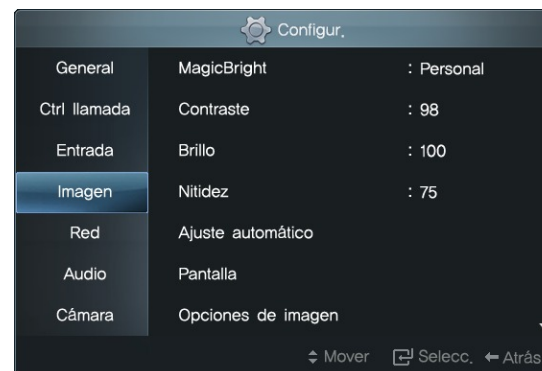 Configur.
General MagicBright : Personal
Ctrl llamada Contraste : 98
Entrada Brillo : 100
Imagen Nitidez : 75
Red Ajuste automático
Audio Pantalla
Cámara Opciones de imagen
Mover Selecc. Atrás